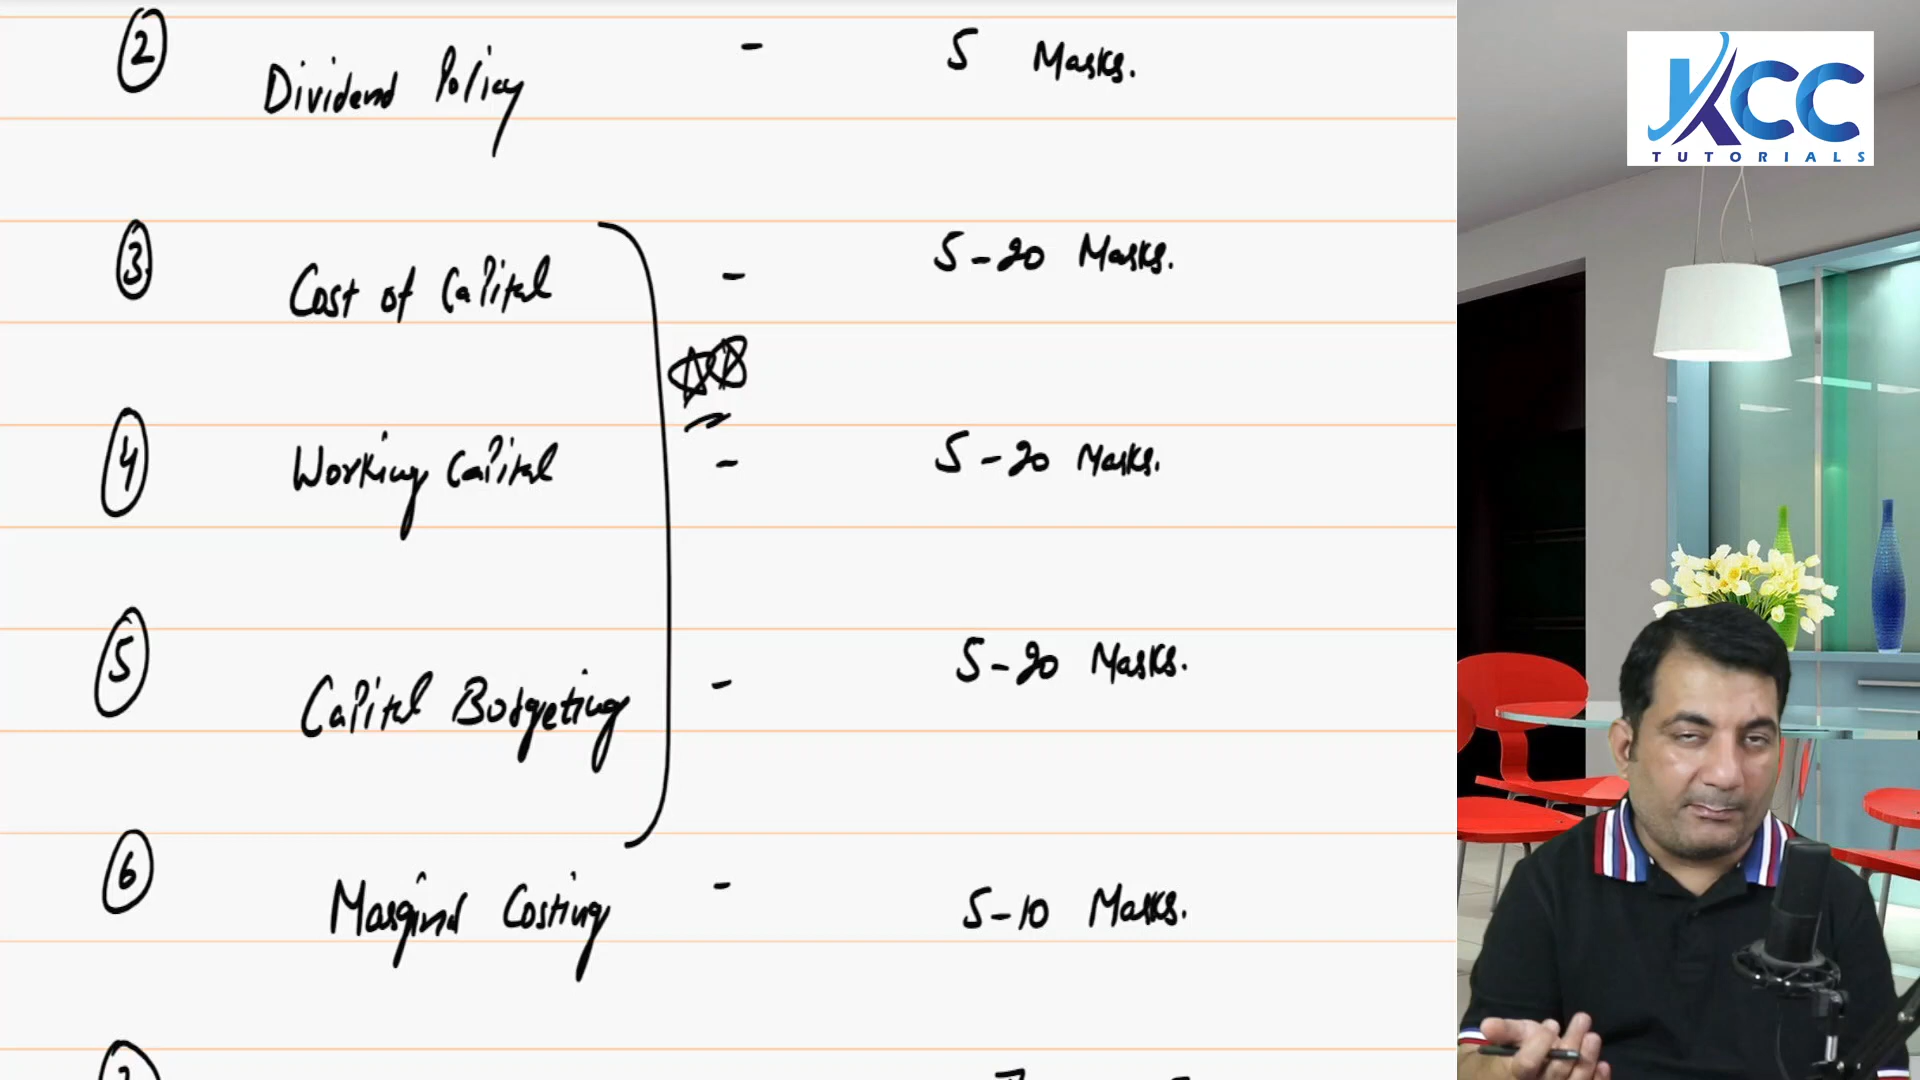 ② Dividend Policy - 5 Marks.
③ Cost of Capital - 5-20 Marks.
④ Working Capital - 5-20 Marks.
⑤ Capital Budgeting - 5-20 Marks.
⑥ Marginal Costing - 5-10 Marks.
KCC
TUTORIALS